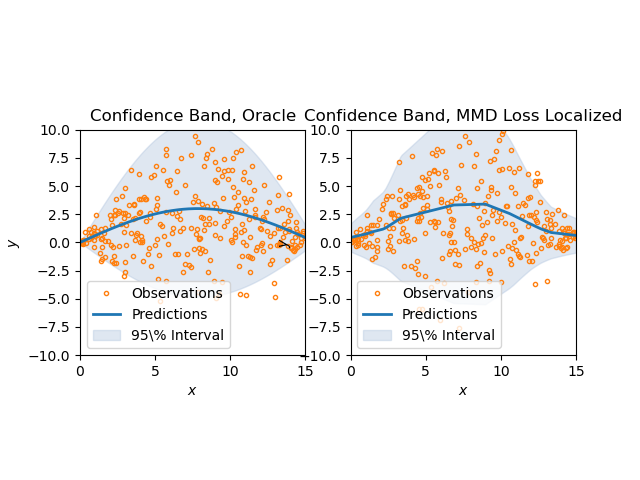 Confidence Band, Oracle
Confidence Band, MMD Loss Localized
10.0
7.5
5.0
2.5
0.0
−2.5
−5.0
−7.5
−10.0
y
Observations
Predictions
95\% Interval
0
5
10
15
x
10.0
7.5
5.0
2.5
0.0
−2.5
−5.0
−7.5
−10.0
y
Observations
Predictions
95\% Interval
0
5
10
15
x